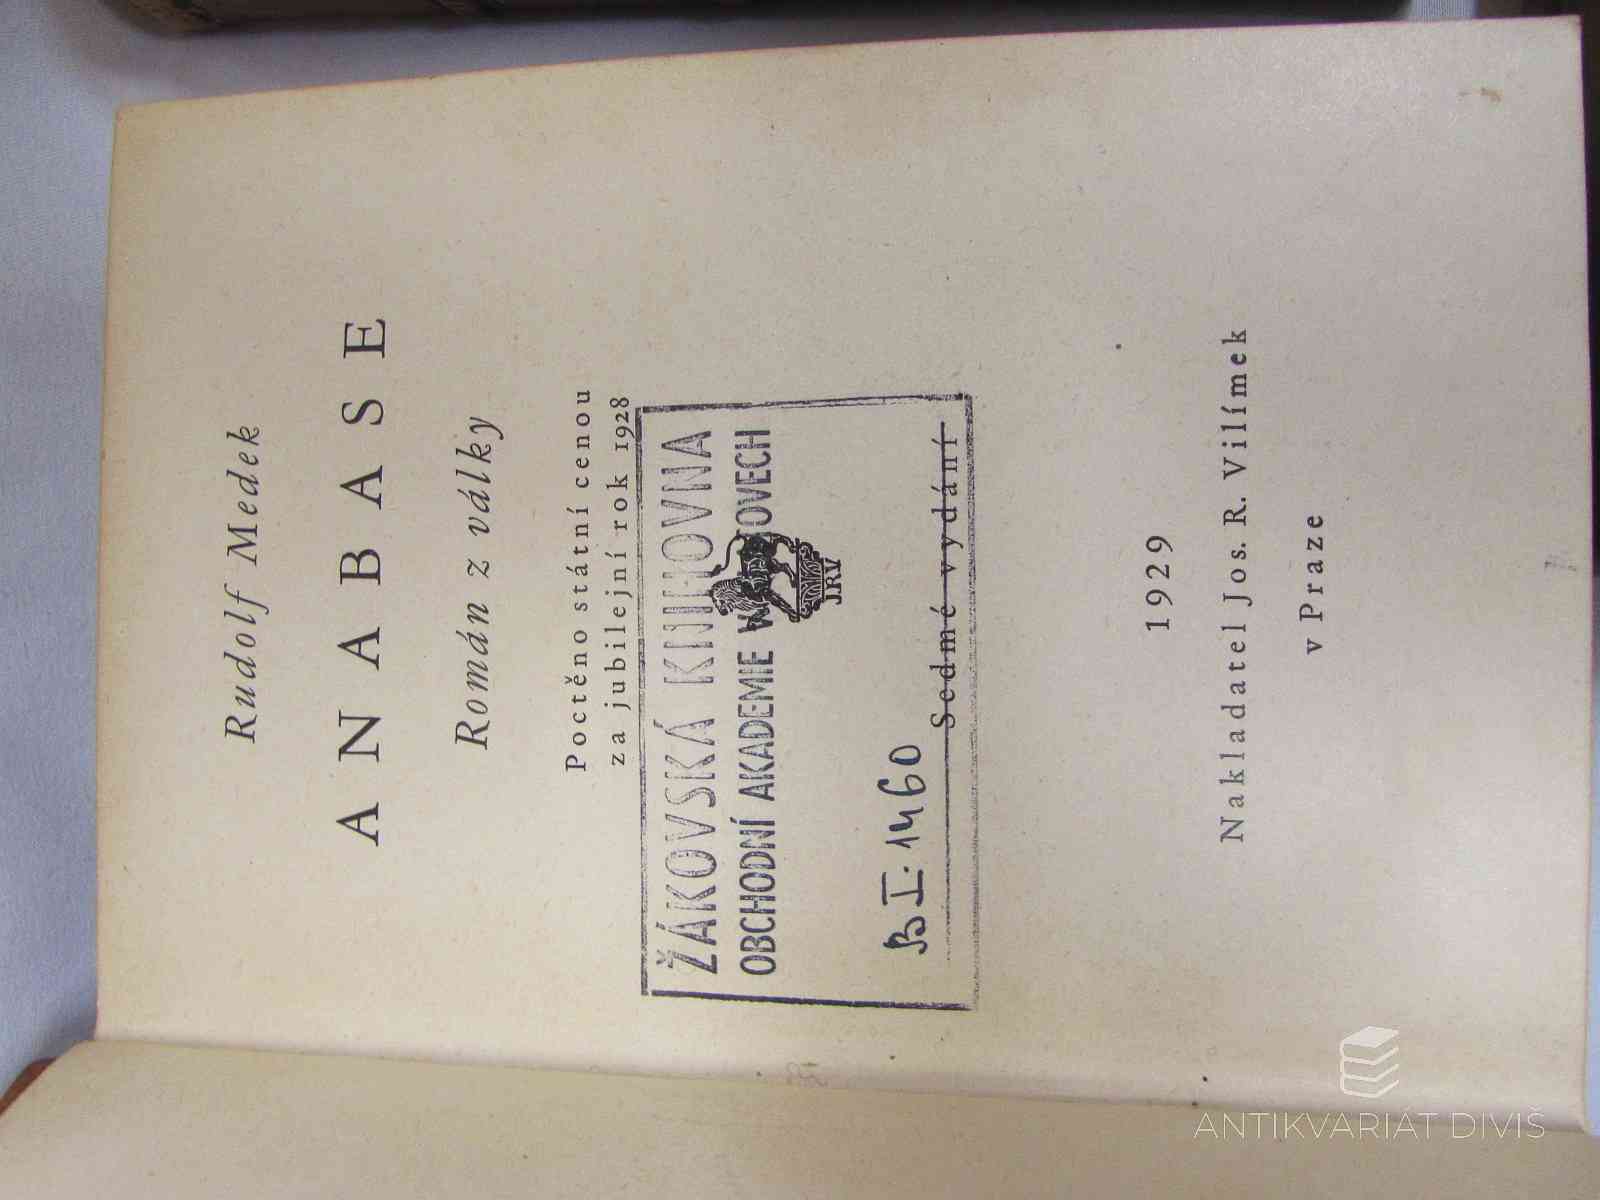 Rudolf Medek
ANABASE
Román z války
Poctěno státní cenou
za jubilejní rok 1928
ŽÁKOVSKÁ KNIHOVNA
OBCHODNÍ AKADEMIE V
J.R.V.
B I. 1460
Sedmé vydání
1929
Nakladatel Jos. R. Vilímek
v Praze
ANTIKVARIÁT DIVIŠ